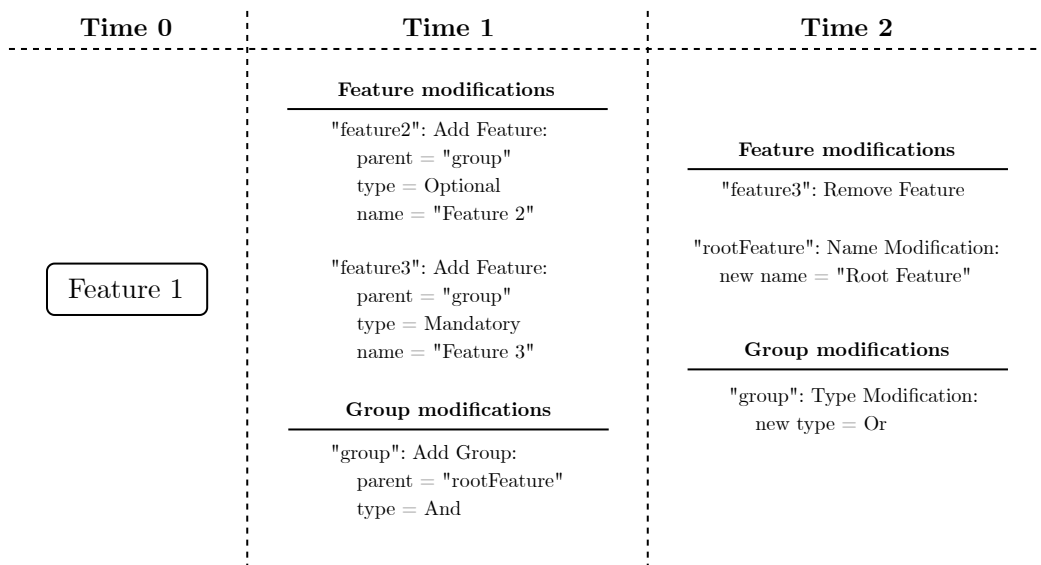 Time 0
Time 1
Time 2
Feature 1
Feature modifications
"feature2": Add Feature:
parent = "group"
type = Optional
name = "Feature 2"
"feature3": Add Feature:
parent = "group"
type = Mandatory
name = "Feature 3"
Group modifications
"group": Add Group:
parent = "rootFeature"
type = And
Feature modifications
"feature3": Remove Feature
"rootFeature": Name Modification:
new name = "Root Feature"
Group modifications
"group": Type Modification:
new type = Or